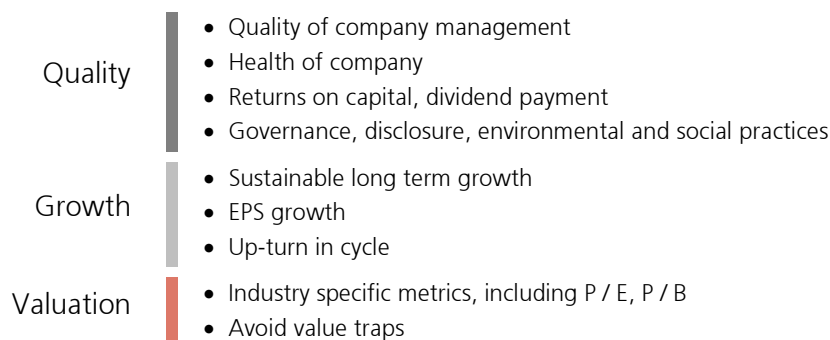 Quality
• Quality of company management
• Health of company
• Returns on capital, dividend payment
• Governance, disclosure, environmental and social practices
Growth
• Sustainable long term growth
• EPS growth
• Up-turn in cycle
Valuation
• Industry specific metrics, including P / E, P / B
• Avoid value traps